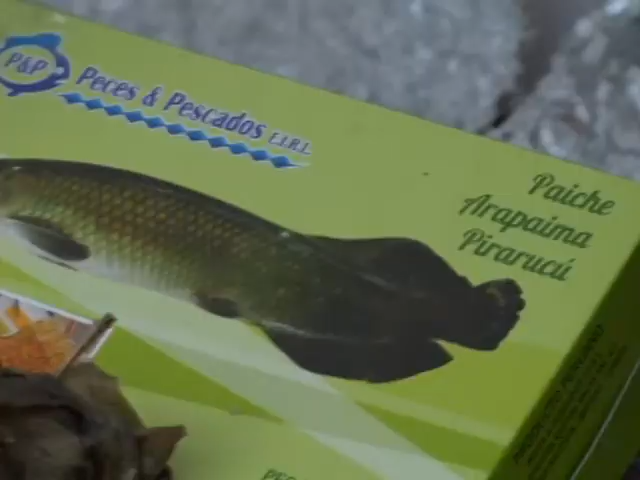 P&P
Peces & Pescados E.I.R.L
Paiche
Arapaima
Pirarucú